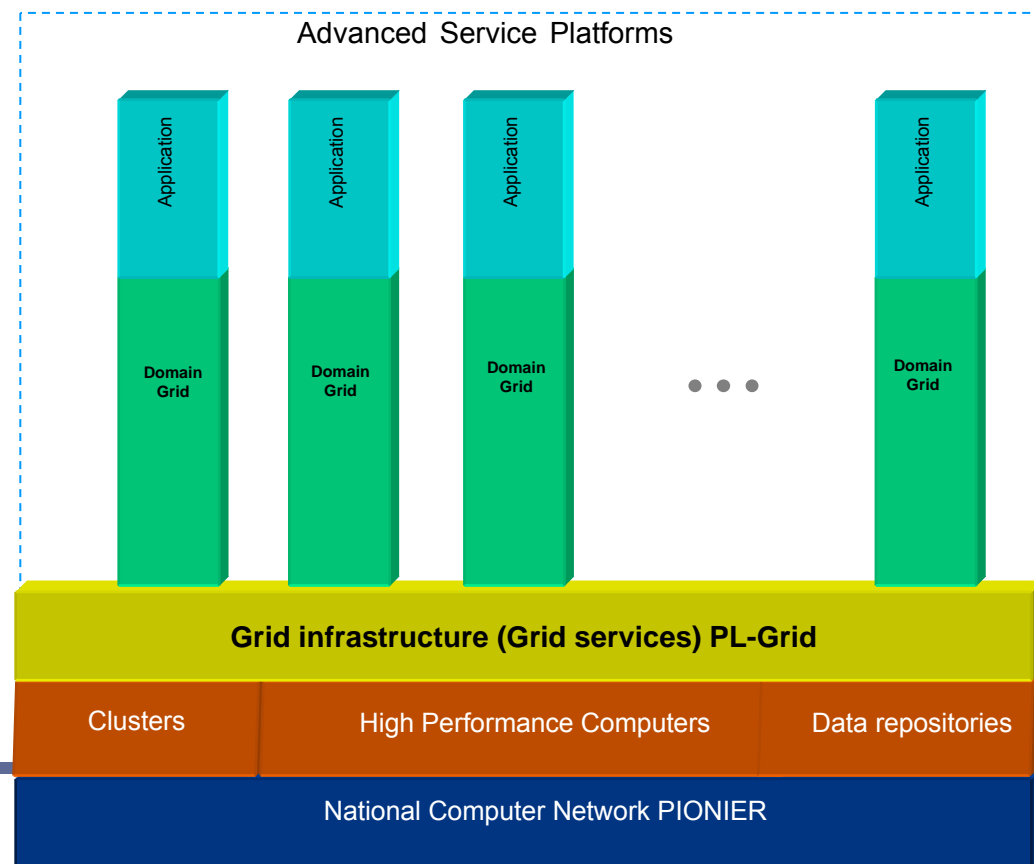 Advanced Service Platforms
Application
Application
Application
Application
Domain
Grid
Domain
Grid
Domain
Grid
Domain
Grid
Grid infrastructure (Grid services) PL-Grid
Clusters
High Performance Computers
Data repositories
National Computer Network PIONIER